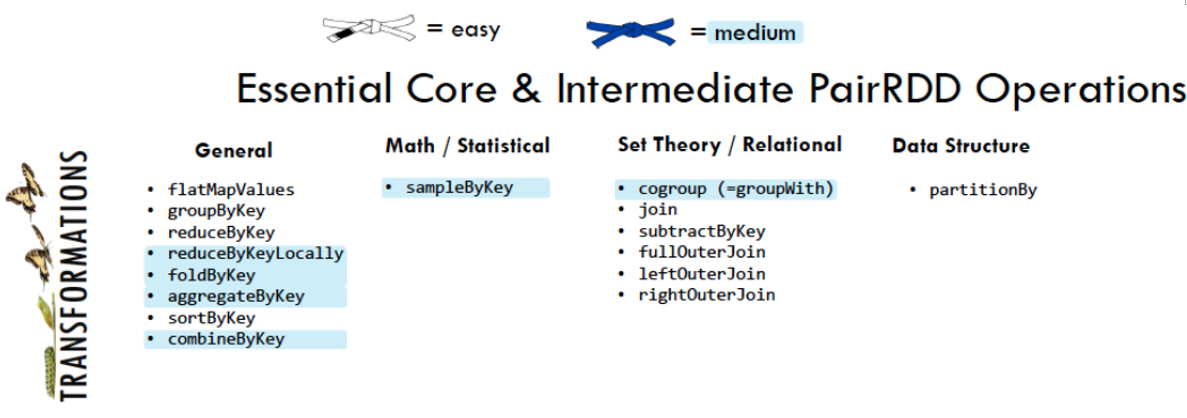 = easy
= medium
Essential Core & Intermediate PairRDD Operations
TRANSFORMATIONS
General
• flatMapValues
• groupByKey
• reduceByKey
• reduceByKeyLocally
• foldByKey
• aggregateByKey
• sortByKey
• combineByKey
Math / Statistical
• sampleByKey
Set Theory / Relational
• cogroup (=groupWith)
• join
• subtractByKey
• fullOuterJoin
• leftOuterJoin
• rightOuterJoin
Data Structure
• partitionBy